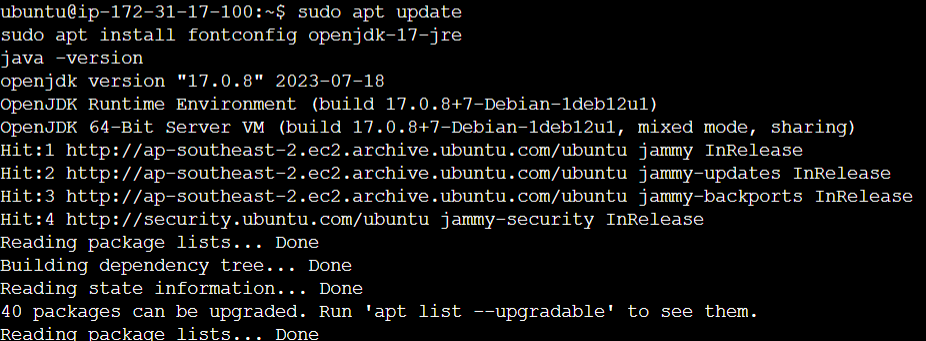 ubuntu@ip-172-31-17-100:~$ sudo apt update
sudo apt install fontconfig openjdk-17-jre
java -version
openjdk version "17.0.8" 2023-07-18
OpenJDK Runtime Environment (build 17.0.8+7-Debian-1deb12u1)
OpenJDK 64-Bit Server VM (build 17.0.8+7-Debian-1deb12u1, mixed mode, sharing)
Hit:1 http://ap-southeast-2.ec2.archive.ubuntu.com/ubuntu jammy InRelease
Hit:2 http://ap-southeast-2.ec2.archive.ubuntu.com/ubuntu jammy-updates InRelease
Hit:3 http://ap-southeast-2.ec2.archive.ubuntu.com/ubuntu jammy-backports InRelease
Hit:4 http://security.ubuntu.com/ubuntu jammy-security InRelease
Reading package lists... Done
Building dependency tree... Done
Reading state information... Done
40 packages can be upgraded. Run 'apt list --upgradable' to see them.
Reading package lists... Done